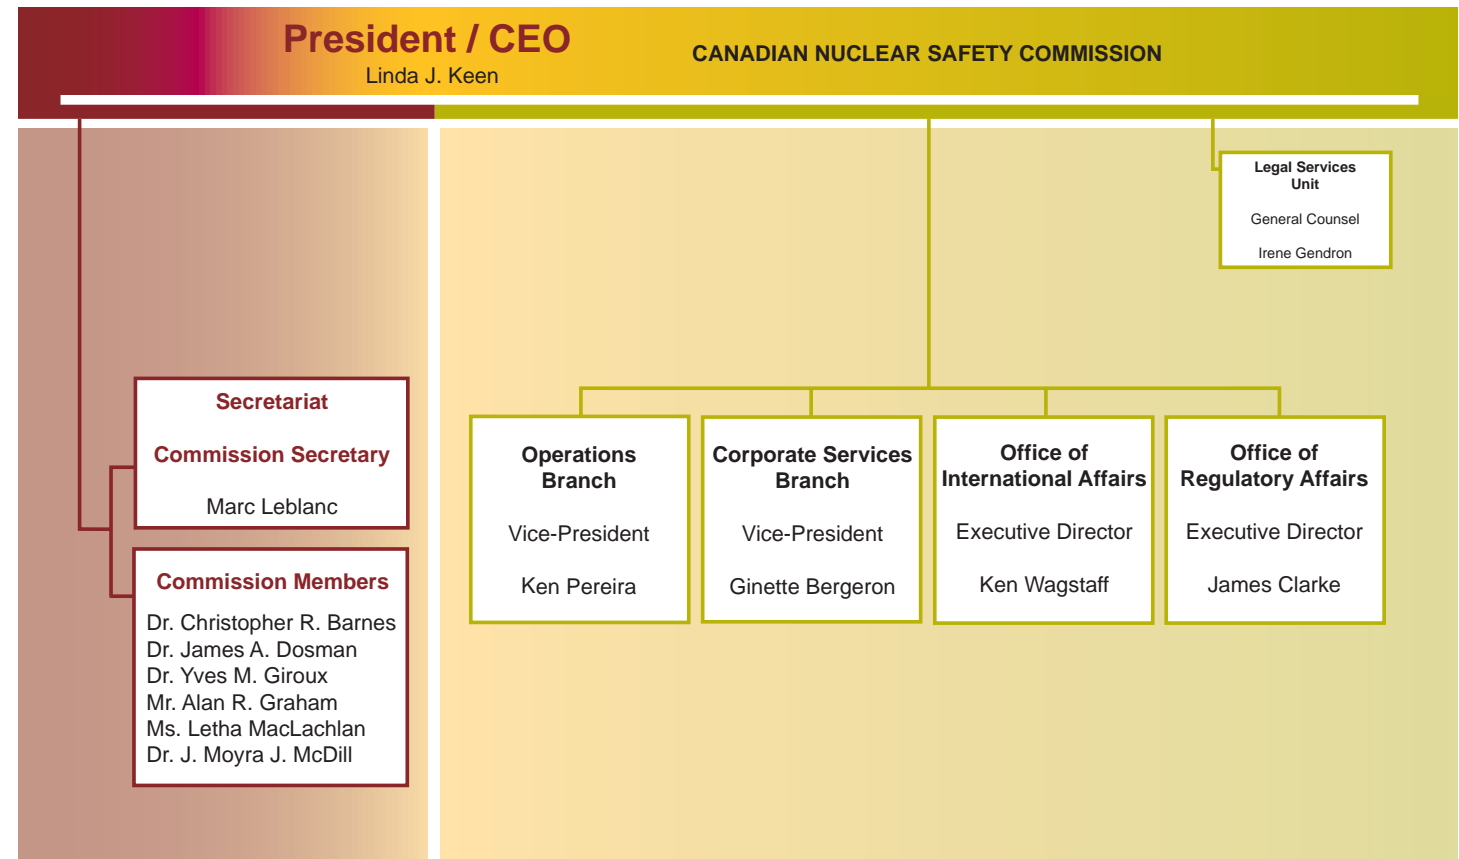 President / CEO
Linda J. Keen
CANADIAN NUCLEAR SAFETY COMMISSION
Legal Services
Unit
General Counsel
Irene Gendron
Secretariat
Commission Secretary
Marc Leblanc
Commission Members
Dr. Christopher R. Barnes
Dr. James A. Dosman
Dr. Yves M. Giroux
Mr. Alan R. Graham
Ms. Letha MacLachlan
Dr. J. Moyra J. McDill
Operations
Branch
Vice-President
Ken Pereira
Corporate Services
Branch
Vice-President
Ginette Bergeron
Office of
International Affairs
Executive Director
Ken Wagstaff
Office of
Regulatory Affairs
Executive Director
James Clarke